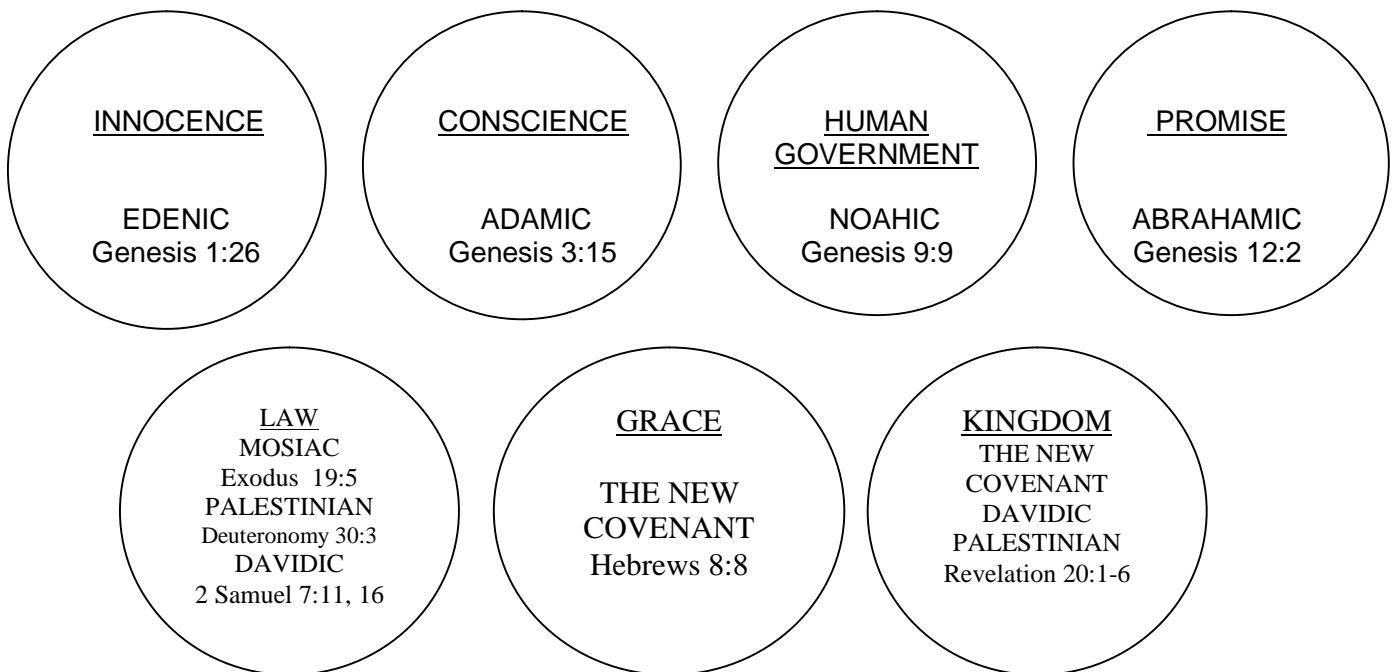 INNOCENCE
EDENIC
Genesis 1:26
CONSCIENCE
ADAMIC
Genesis 3:15
HUMAN
GOVERNMENT
NOAHIC
Genesis 9:9
PROMISE
ABRAHAMIC
Genesis 12:2
LAW
MOSIAC
Exodus 19:5
PALESTINIAN
Deuteronomy 30:3
DAVIDIC
2 Samuel 7:11, 16
GRACE
THE NEW
COVENANT
Hebrews 8:8
KINGDOM
THE NEW
COVENANT
DAVIDIC
PALESTINIAN
Revelation 20:1-6